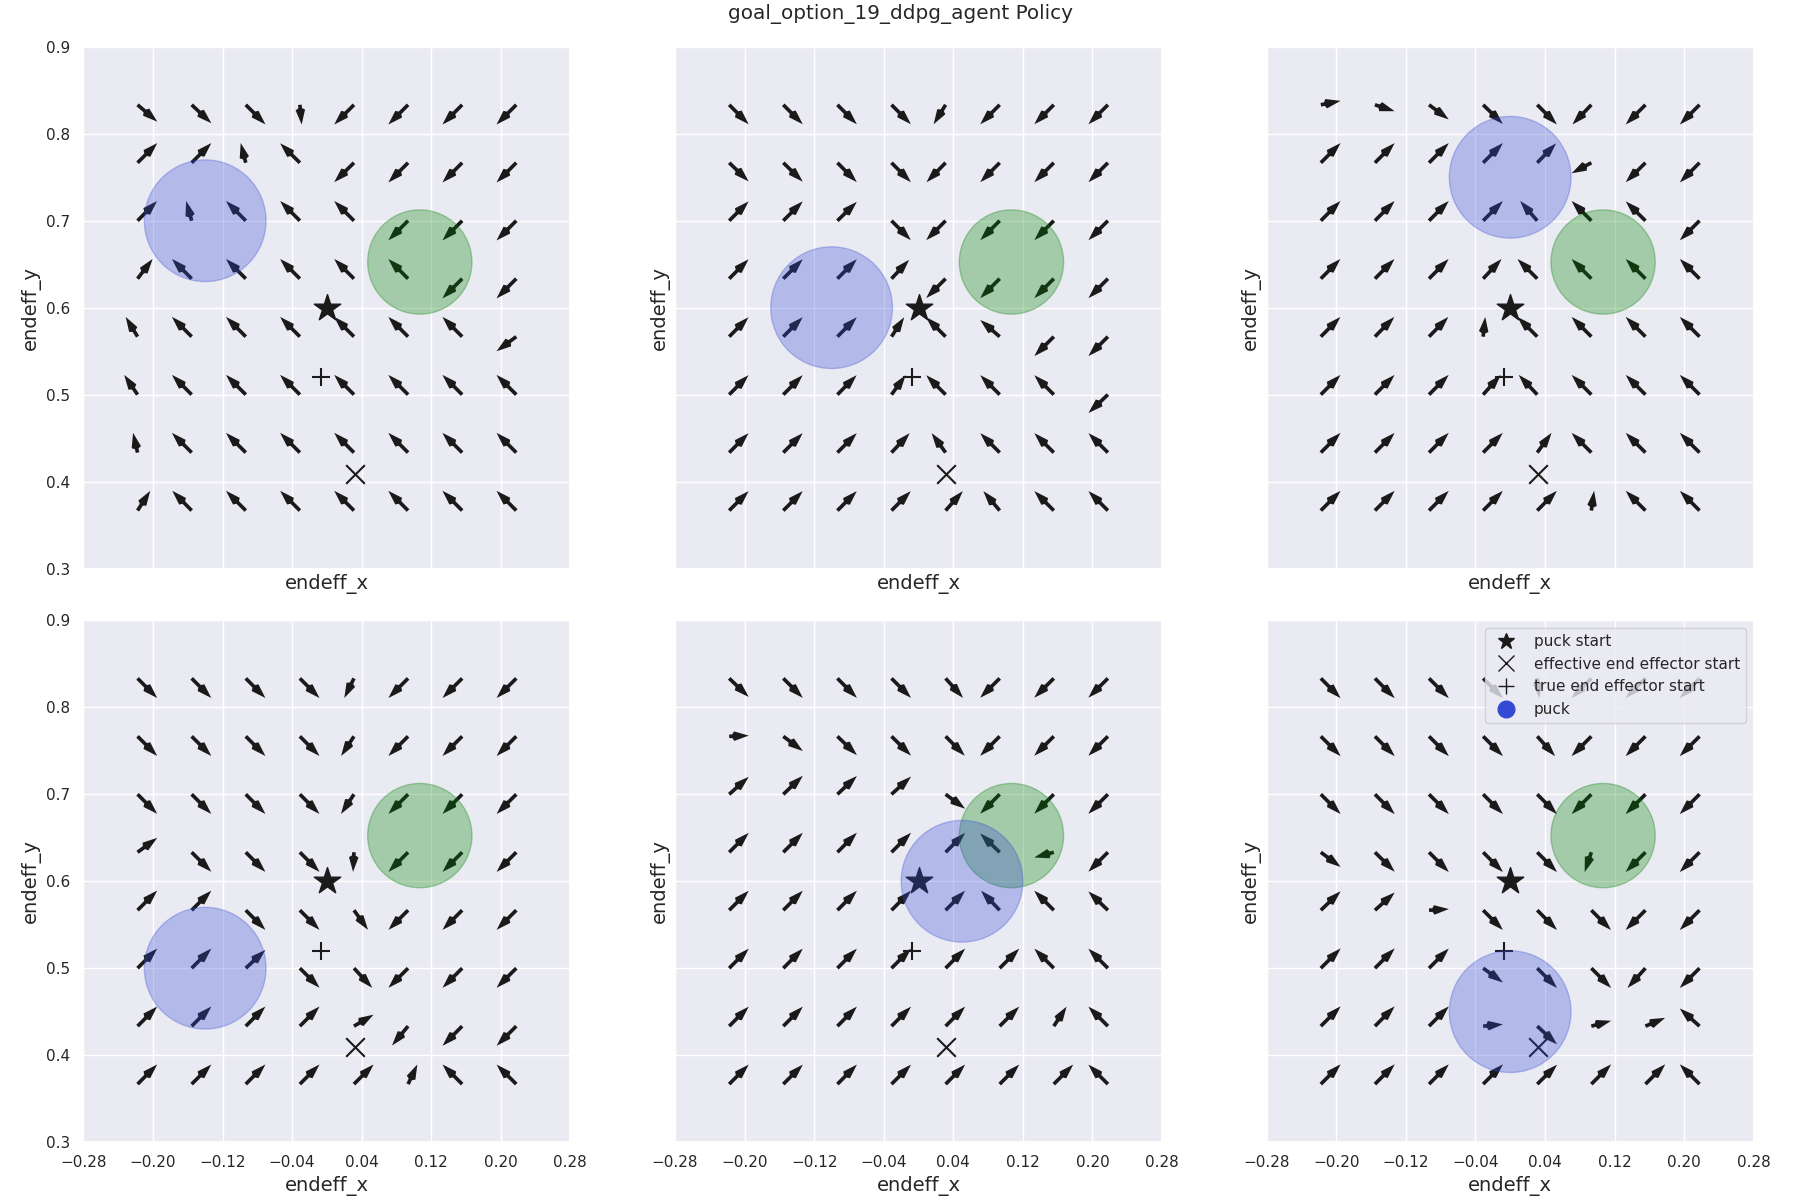 goal_option_19_ddpg_agent Policy
0.9
0.8
0.7
0.6
0.5
0.4
0.3
endeff_y
endeff_x
endeff_y
endeff_x
endeff_y
endeff_x
0.9
0.8
0.7
0.6
0.5
0.4
0.3
endeff_y
−0.28 −0.20 −0.12 −0.04 0.04 0.12 0.20 0.28
endeff_x
endeff_y
−0.28 −0.20 −0.12 −0.04 0.04 0.12 0.20 0.28
endeff_x
puck start
effective end effector start
true end effector start
puck
endeff_y
−0.28 −0.20 −0.12 −0.04 0.04 0.12 0.20 0.28
endeff_x